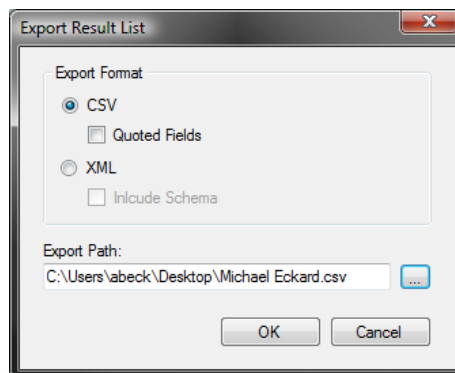 Export Result List
Export Format
CSV
Quoted Fields
XML
Inlcude Schema
Export Path:
C:\Users\abeck\Desktop\Michael Eckard.csv
...
OK
Cancel